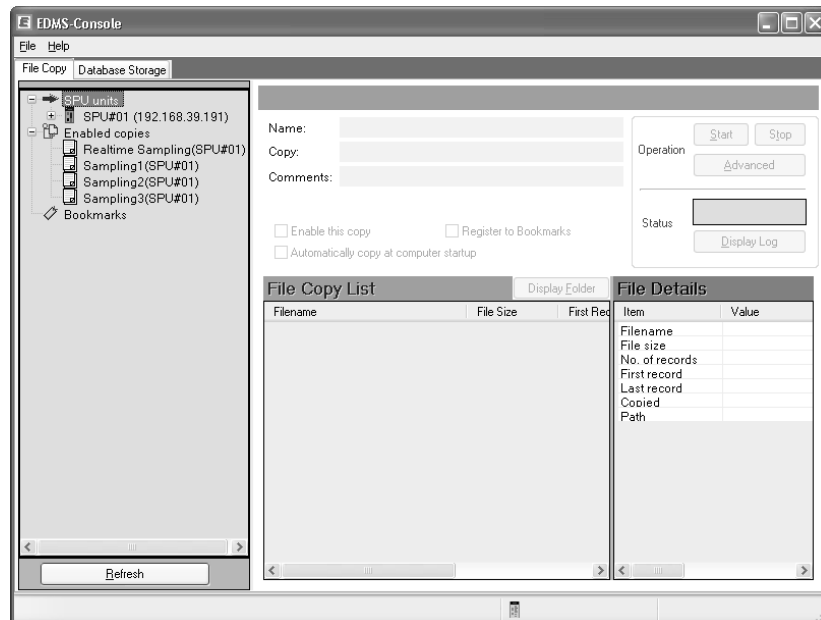 EDMS-Console
File Help
File Copy Database Storage
SPU units
SPU#01 (192.168.39.191)
Enabled copies
Realtime Sampling(SPU#01)
Sampling1(SPU#01)
Sampling2(SPU#01)
Sampling3(SPU#01)
Bookmarks
Refresh
Name:
Copy:
Comments:
Enable this copy Register to Bookmarks
Automatically copy at computer startup
Operation Start Stop
Advanced
Status
Display Log
File Copy List Display Folder
Filename File Size First Rec
File Details
Item Value
Filename
File size
No. of records
First record
Last record
Copied
Path